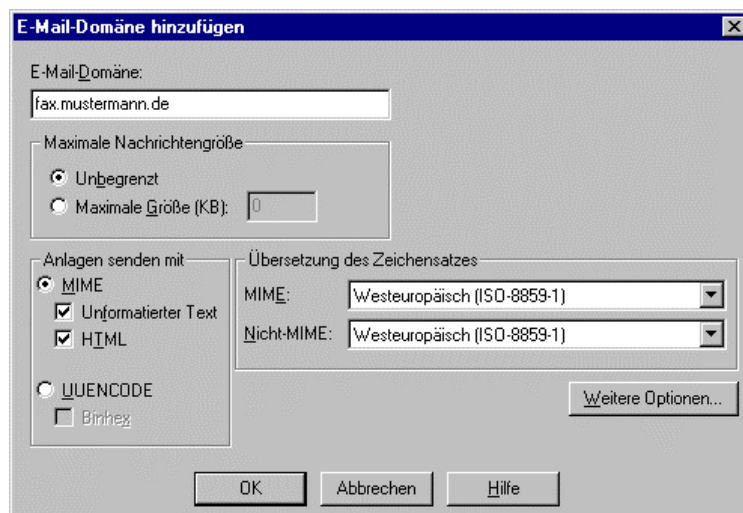 E-Mail-Domäne hinzufügen
E-Mail-Domäne:
fax.mustermann.de
Maximale Nachrichtengröße
Unbegrenzt
Maximale Größe (KB):
0
Anlagen senden mit
MIME
Unformatierter Text
HTML
UUENCODE
Binhex
Übersetzung des Zeichensatzes
MIME:
Westeuropäisch (ISO-8859-1)
Nicht-MIME:
Westeuropäisch (ISO-8859-1)
Weitere Optionen...
OK
Abbrechen
Hilfe